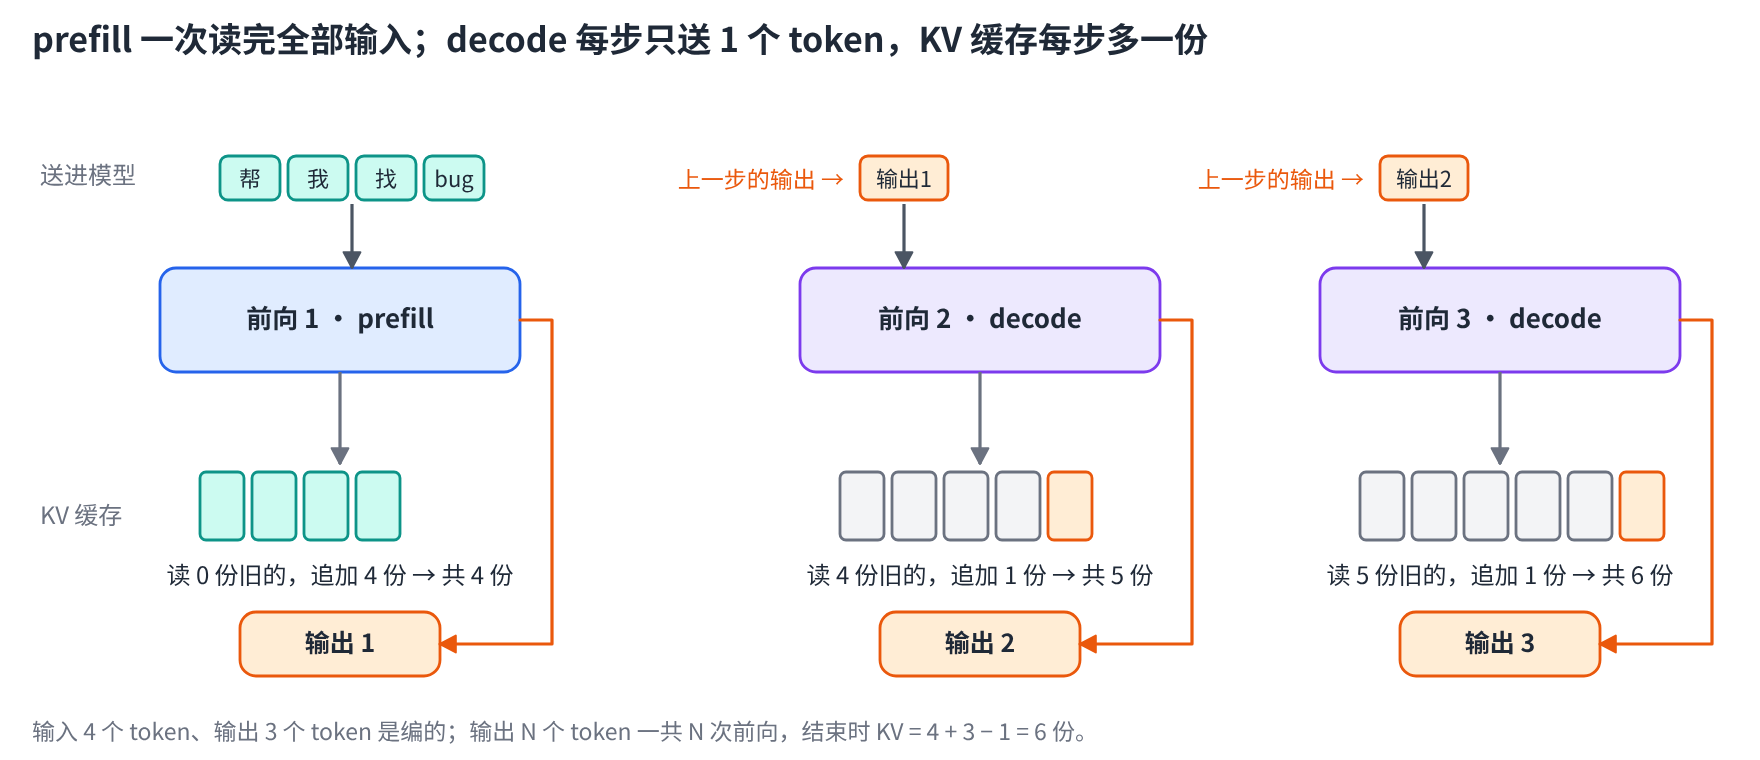 prefill 一次读完全部输入；decode 每步只送 1 个 token，KV 缓存每步多一份
送进模型
帮 我 找 bug
上一步的输出 → 输出1
上一步的输出 → 输出2
前向 1 · prefill
前向 2 · decode
前向 3 · decode
KV 缓存
读 0 份旧的，追加 4 份 → 共 4 份
读 4 份旧的，追加 1 份 → 共 5 份
读 5 份旧的，追加 1 份 → 共 6 份
输出 1
输出 2
输出 3
输入 4 个 token、输出 3 个 token 是编的；输出 N 个 token 一共 N 次前向，结束时 KV = 4 + 3 − 1 = 6 份。